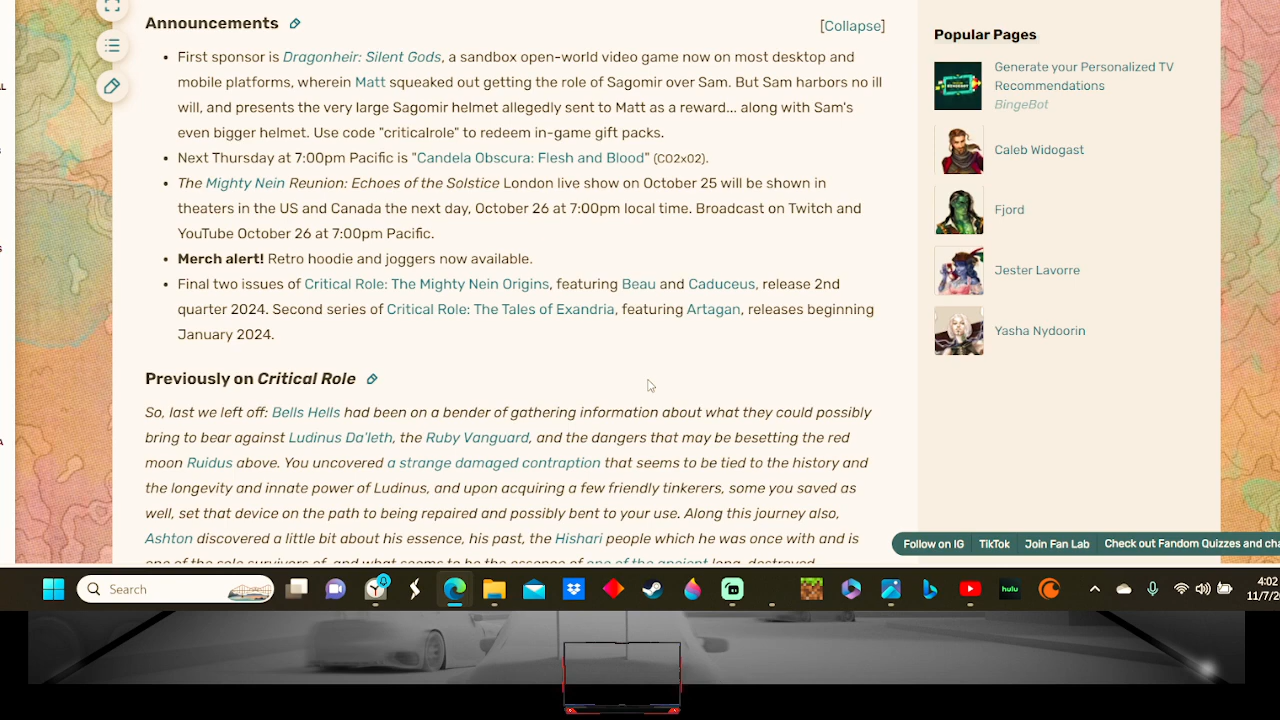 Announcements
[Collapse]
First sponsor is Dragonheir: Silent Gods, a sandbox open-world video game now on most desktop and
mobile platforms, wherein Matt squeaked out getting the role of Sagomir over Sam. But Sam harbors no ill
will, and presents the very large Sagomir helmet allegedly sent to Matt as a reward... along with Sam's
even bigger helmet. Use code "criticalrole" to redeem in-game gift packs.
Next Thursday at 7:00pm Pacific is "Candela Obscura: Flesh and Blood" (CO2x02).
The Mighty Nein Reunion: Echoes of the Solstice London live show on October 25 will be shown in
theaters in the US and Canada the next day, October 26 at 7:00pm local time. Broadcast on Twitch and
YouTube October 26 at 7:00pm Pacific.
Merch alert! Retro hoodie and joggers now available.
Final two issues of Critical Role: The Mighty Nein Origins, featuring Beau and Caduceus, release 2nd
quarter 2024. Second series of Critical Role: The Tales of Exandria, featuring Artagan, releases beginning
January 2024.
Previously on Critical Role
So, last we left off: Bells Hells had been on a bender of gathering information about what they could possibly
bring to bear against Ludinus Da'leth, the Ruby Vanguard, and the dangers that may be besetting the red
moon Ruidus above. You uncovered a strange damaged contraption that seems to be tied to the history and
the longevity and innate power of Ludinus, and upon acquiring a few friendly tinkerers, some you saved as
well, set that device on the path to being repaired and possibly bent to your use. Along this journey also,
Ashton discovered a little bit about his essence, his past, the Hishari people which he was once with and is
one of the sole survivors of, and what seems to be the essence of one of the ancient long, destroyed
Popular Pages
Generate your Personalized TV
Recommendations
BingeBot
Caleb Widogast
Fjord
Jester Lavorre
Yasha Nydoorin
Follow on IG
TikTok
Join Fan Lab
Check out Fandom Quizzes and cha
Search
hulu
4:02
11/7/2